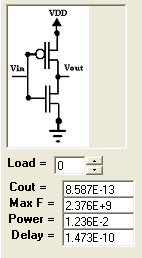 VDD
Vin Vout
Load = 0
Cout = 8.587E-13
Max F = 2.376E+9
Power = 1.236E-2
Delay = 1.473E-10